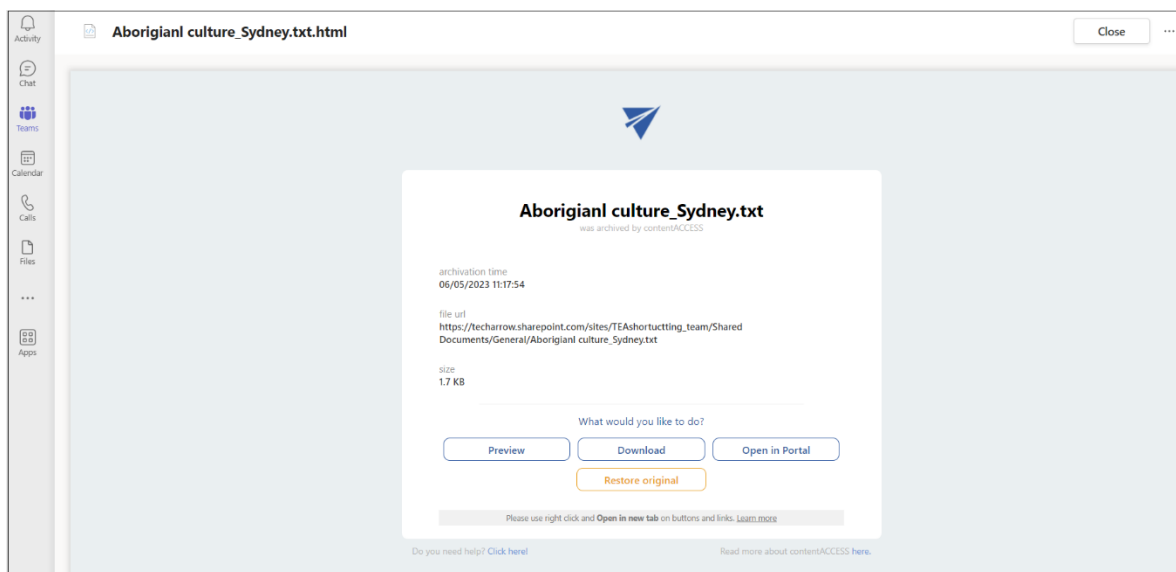 Activity
Chat
Teams
Calendar
Calls
Files
Apps
Aborigianl culture_Sydney.txt.html
Close
Aborigianl culture_Sydney.txt
was archived by contentACCESS
archivation time
06/05/2023 11:17:54
file url
https://techarrow.sharepoint.com/sites/TEAshortuctting_team/Shared
Documents/General/Aborigianl culture_Sydney.txt
size
1.7 KB
What would you like to do?
Preview
Download
Open in Portal
Restore original
Please use right click and Open in new tab on buttons and links. Learn more
Do you need help? Click here!
Read more about contentACCESS here.